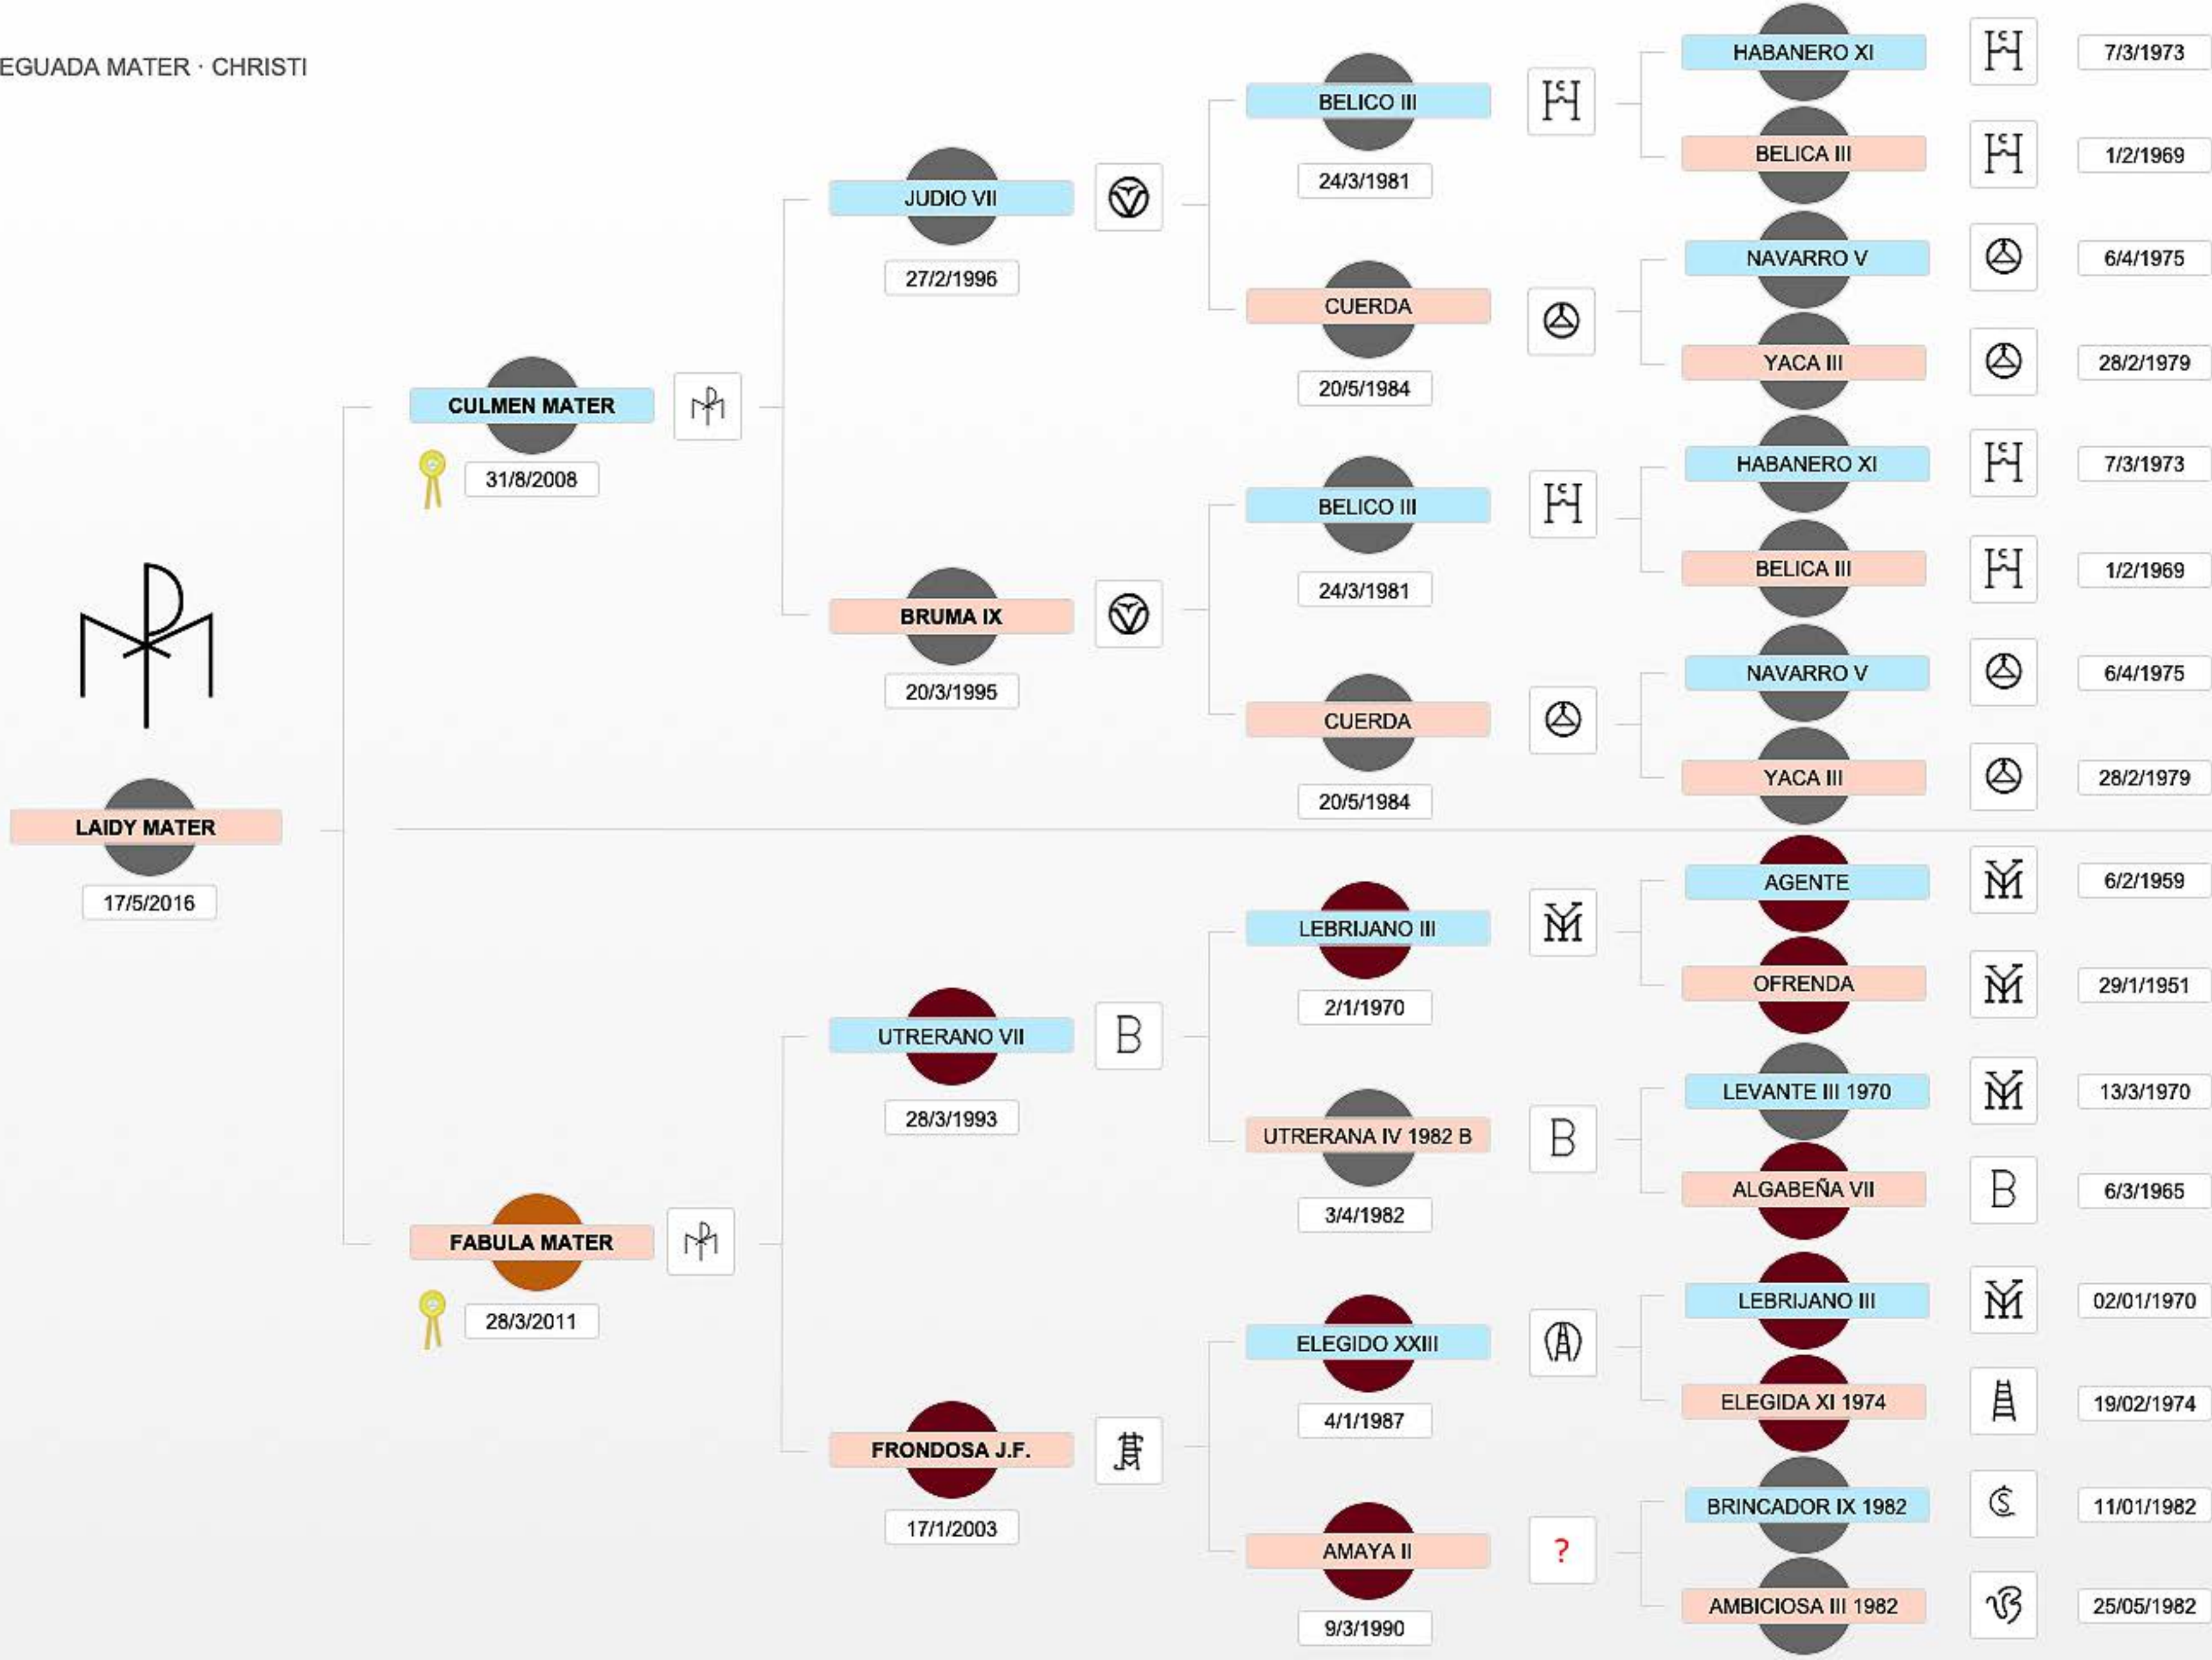 EGUADA MATER · CHRISTI
LAIDY MATER
17/5/2016
CULMEN MATER
31/8/2008
FABULA MATER
28/3/2011
JUDIO VII
27/2/1996
BRUMA IX
20/3/1995
UTRERANO VII
B
28/3/1993
FRONDOSA J.F.
17/1/2003
BELICO III
24/3/1981
CUERDA
20/5/1984
BELICO III
24/3/1981
CUERDA
20/5/1984
LEBRIJANO III
2/1/1970
UTRERANA IV 1982 B
B
3/4/1982
ELEGIDO XXIII
4/1/1987
AMAYA II
?
9/3/1990
HABANERO XI
7/3/1973
BELICA III
1/2/1969
NAVARRO V
6/4/1975
YACA III
28/2/1979
HABANERO XI
7/3/1973
BELICA III
1/2/1969
NAVARRO V
6/4/1975
YACA III
28/2/1979
AGENTE
6/2/1959
OFRENDA
29/1/1951
LEVANTE III 1970
13/3/1970
ALGABEÑA VII
B
6/3/1965
LEBRIJANO III
02/01/1970
ELEGIDA XI 1974
19/02/1974
BRINCADOR IX 1982
11/01/1982
AMBICIOSA III 1982
25/05/1982